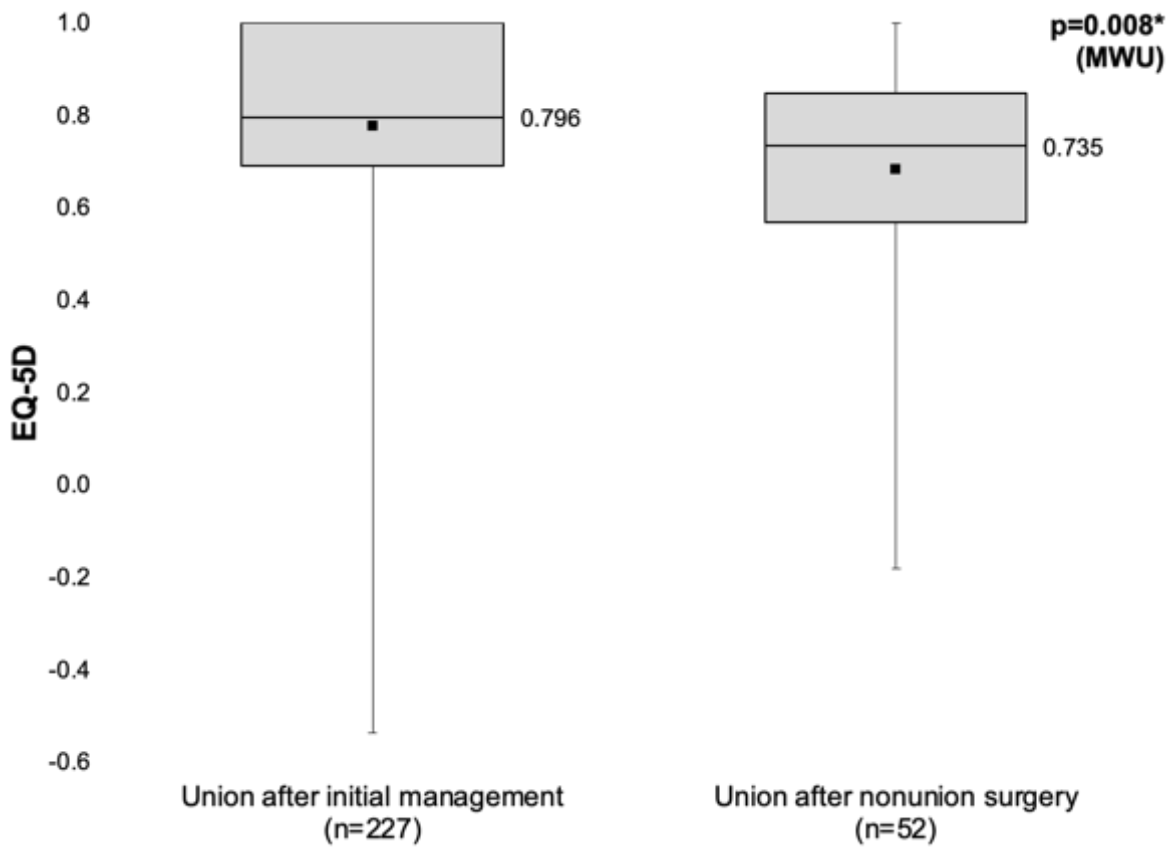 1.0
0.8
0.6
0.4
0.2
0.0
-0.2
-0.4
-0.6
EQ-5D
0.796
0.735
p=0.008*
(MWU)
Union after initial management
(n=227)
Union after nonunion surgery
(n=52)